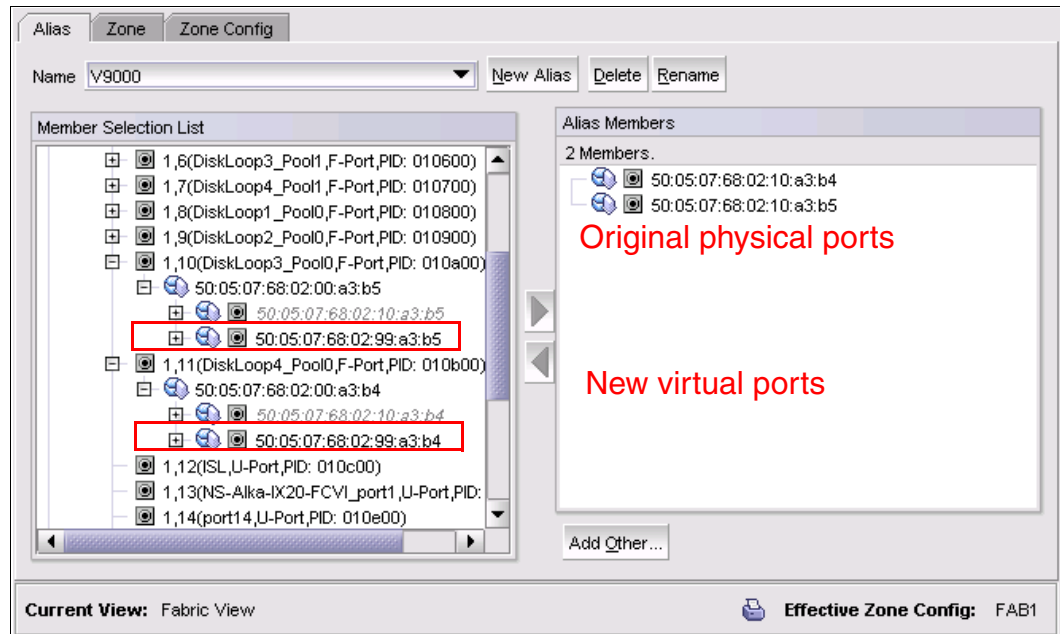 Alias Zone Zone Config
Name V9000 New Alias Delete Rename
Member Selection List
1,6(DiskLoop3_Pool1,F-Port,PID: 010600)
1,7(DiskLoop4_Pool1,F-Port,PID: 010700)
1,8(DiskLoop1_Pool0,F-Port,PID: 010800)
1,9(DiskLoop2_Pool0,F-Port,PID: 010900)
1,10(DiskLoop3_Pool0,F-Port,PID: 010a00)
50:05:07:68:02:00:a3:b5
50:05:07:68:02:10:a3:b5
50:05:07:68:02:99:a3:b5
1,11(DiskLoop4_Pool0,F-Port,PID: 010b00)
50:05:07:68:02:00:a3:b4
50:05:07:68:02:10:a3:b4
50:05:07:68:02:99:a3:b4
1,12(ISL,U-Port,PID: 010c00)
1,13(NS-Alka-IX20-FCVI_port1,U-Port,PID:
1,14(port14,U-Port,PID: 010e00)
Alias Members
2 Members.
50:05:07:68:02:10:a3:b4
50:05:07:68:02:10:a3:b5
Original physical ports
New virtual ports
Add Other...
Current View: Fabric View Effective Zone Config: FAB1